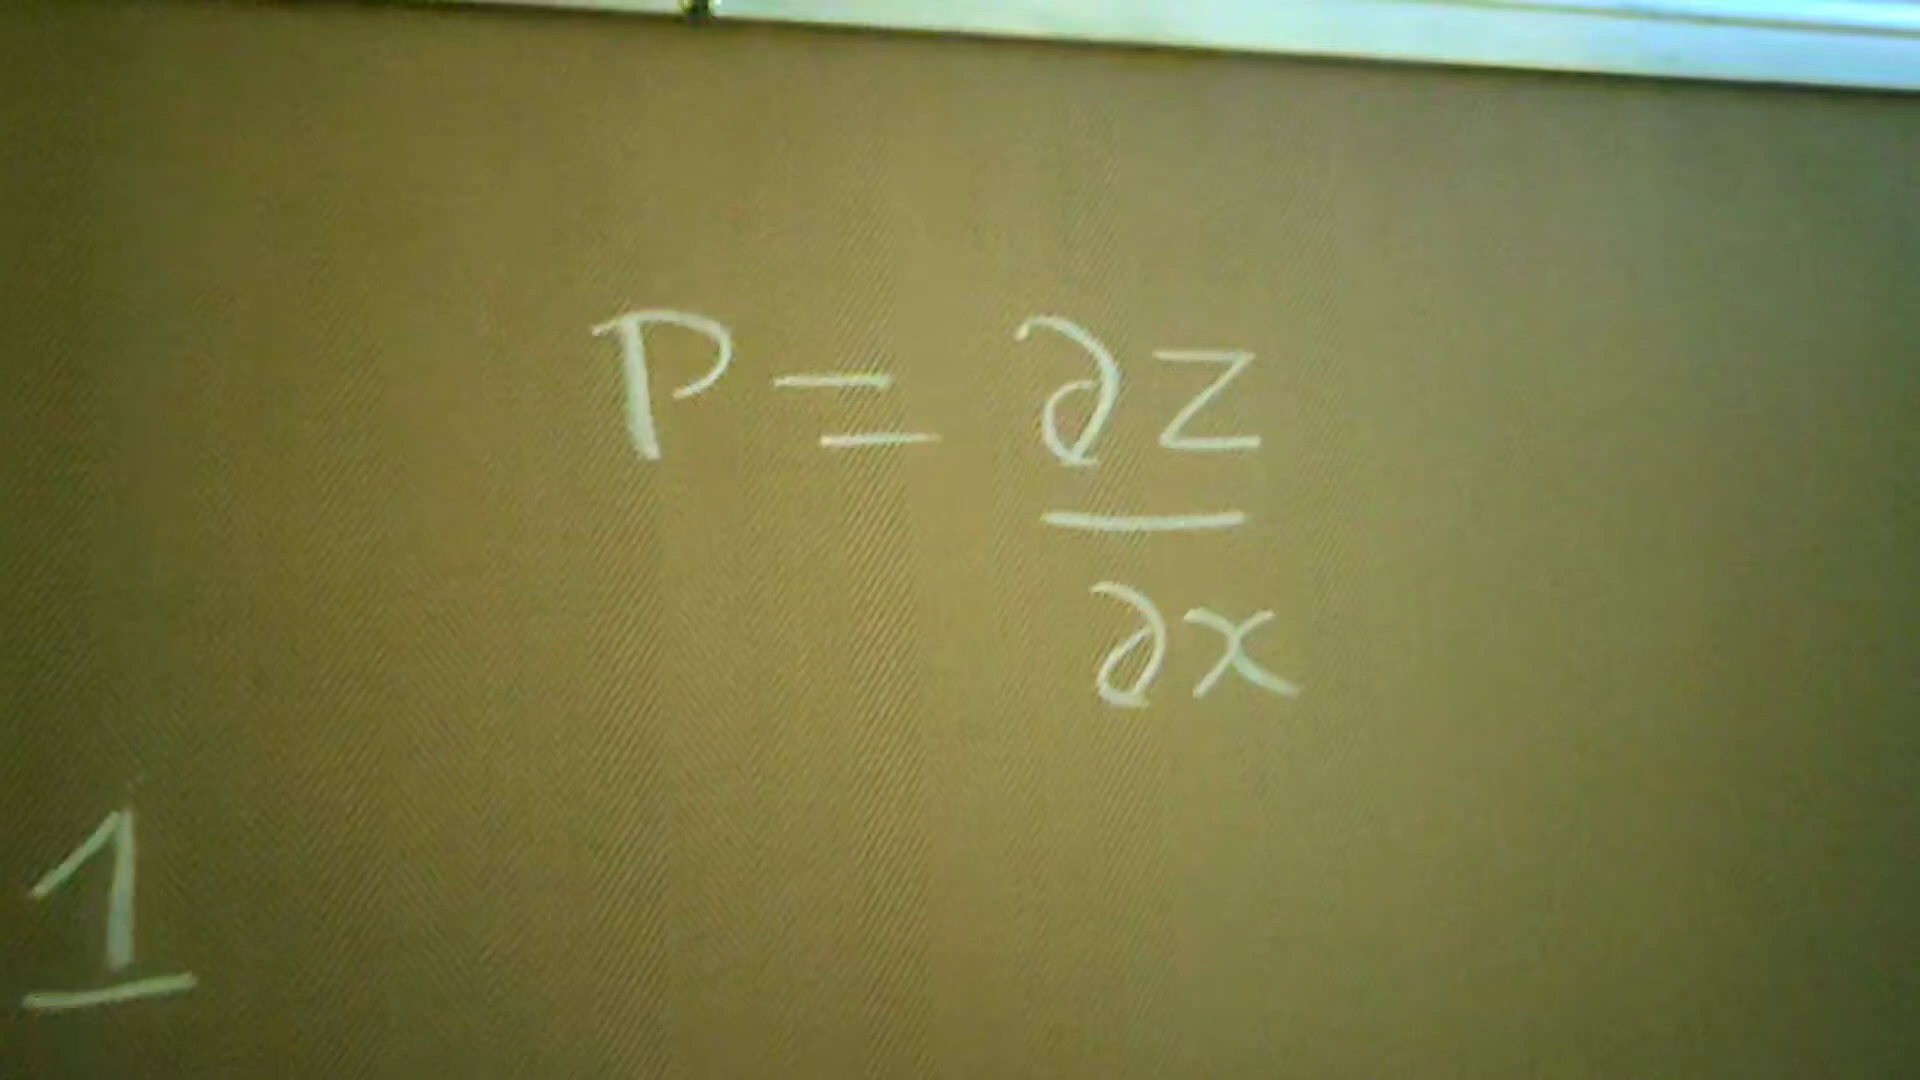 P = ∂z
∂x
1